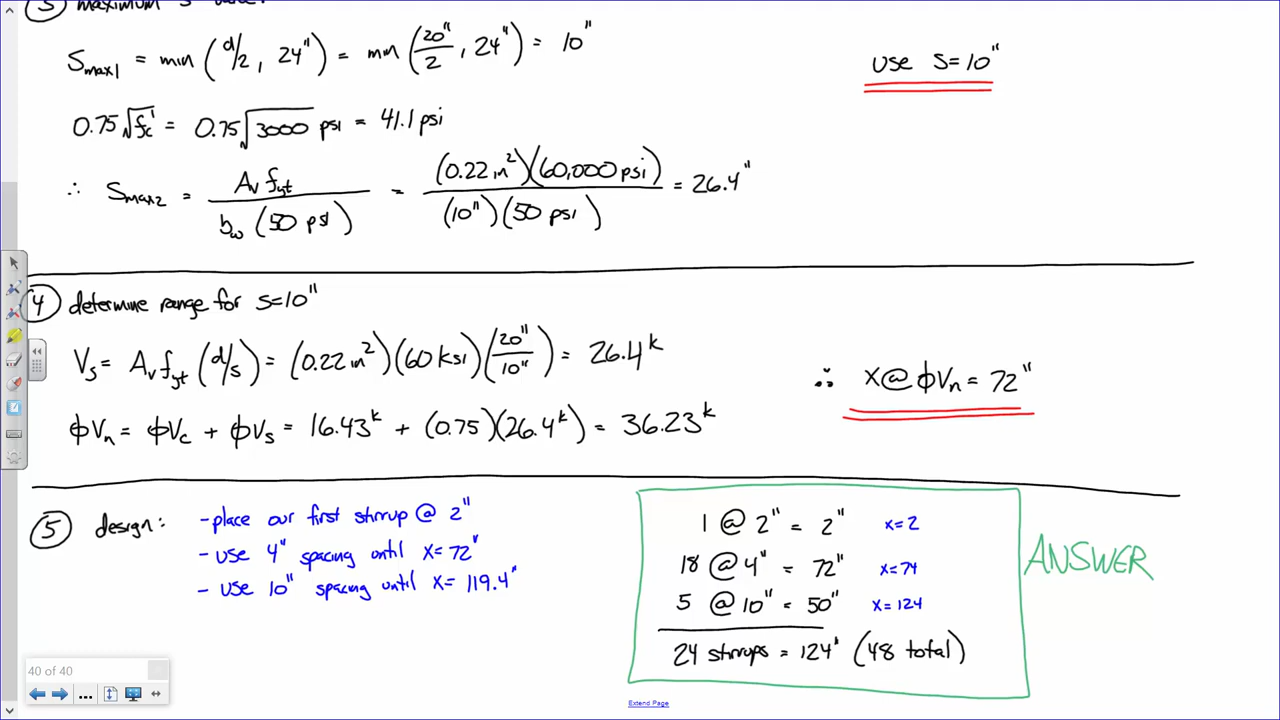 ③ maximum s value:
Smax1 = min (d/2, 24") = min (20"/2, 24") = 10"
use s=10"
0.75√fc' = 0.75√3000 psi = 41.1 psi
∴ Smax2 = Av fyt / bw (50 psi) = (0.22 in²)(60,000 psi) / (10")(50 psi) = 26.4"
④ determine range for s=10"
Vs = Av fyt (d/s) = (0.22 in²)(60 ksi)(20"/10") = 26.4k
∴ x@ ϕVn = 72"
ϕVn = ϕVc + ϕVs = 16.43k + (0.75)(26.4k) = 36.23k
⑤ design:
- place our first stirrup @ 2"
- use 4" spacing until x=72"
- use 10" spacing until x= 119.4"
1 @ 2" = 2" x=2
18 @ 4" = 72" x=74
5 @ 10" = 50" x=124
24 stirrups = 124" (48 total)
ANSWER
40 of 40
...
Extend Page